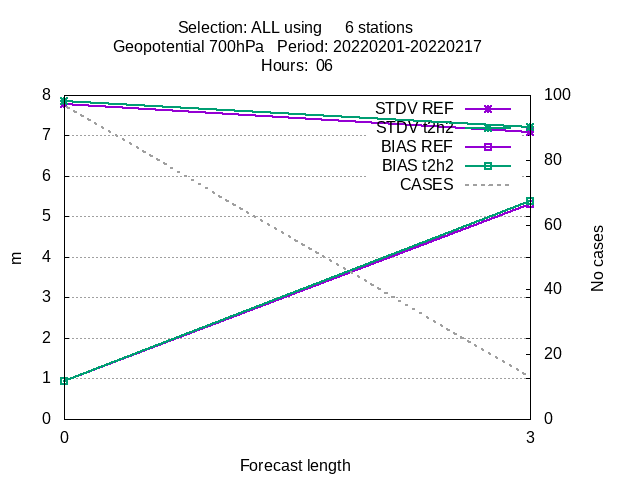 Selection: ALL using 6 stations
Geopotential 700hPa Period: 20220201-20220217
Hours: 06
8
7
6
5
4
3
2
1
0
100
80
60
40
20
0
STDV REF
STDV t2h2
BIAS REF
BIAS t2h2
CASES
m
No cases
0
3
Forecast length